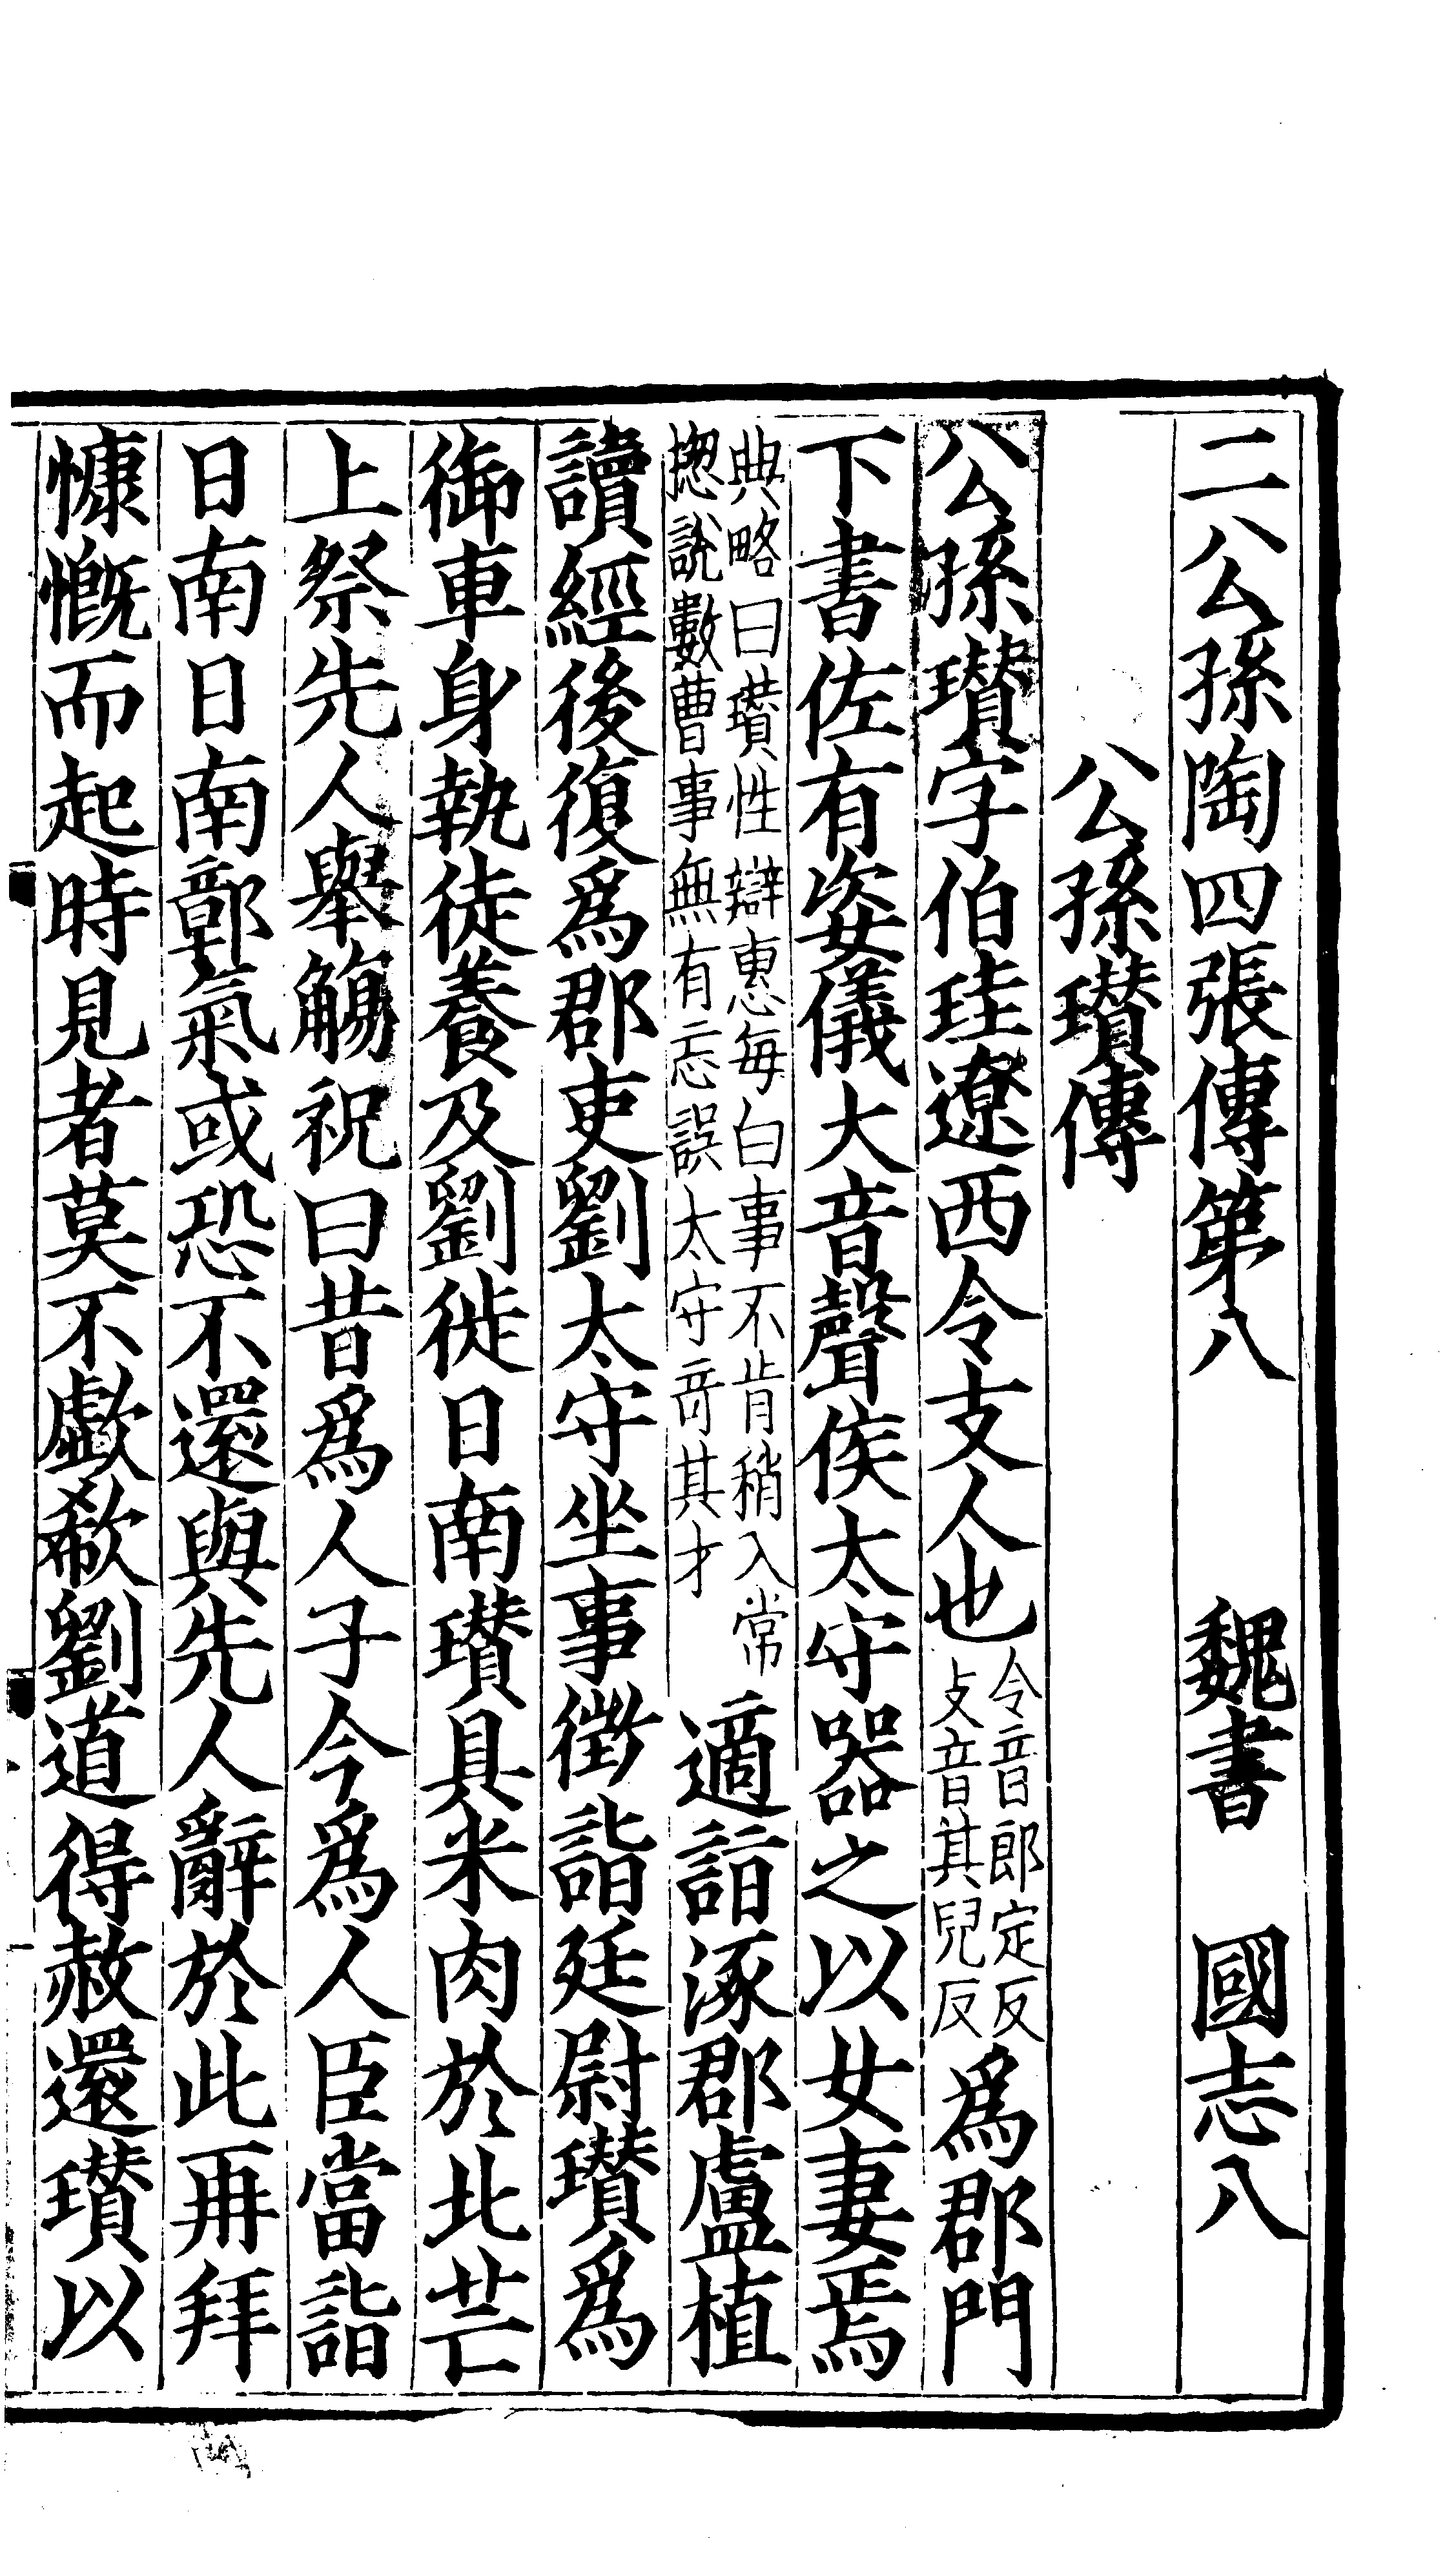 二公孫陶四張傳第八　魏書　國志八
公孫瓚傳
公孫瓚字伯珪遼西令支人也令音郎定反支音其兒反爲郡門
下書佐有姿儀大音聲侯太守器之以女妻焉
典略曰瓚性辯惠每白事不肯稍入常
揔說數曹事無有忘誤太守竒其才適詣涿郡盧植
讀經後復爲郡吏劉太守坐事徵詣廷尉瓚爲
御車身執徒養及劉徙日南瓚具米肉於北芒
上祭先人舉觴祝曰昔爲人子今爲人臣當詣
日南日南鄣氣或恐不還與先人辭於此再拜
慷慨而起時見者莫不歔欷劉道得赦還瓚以